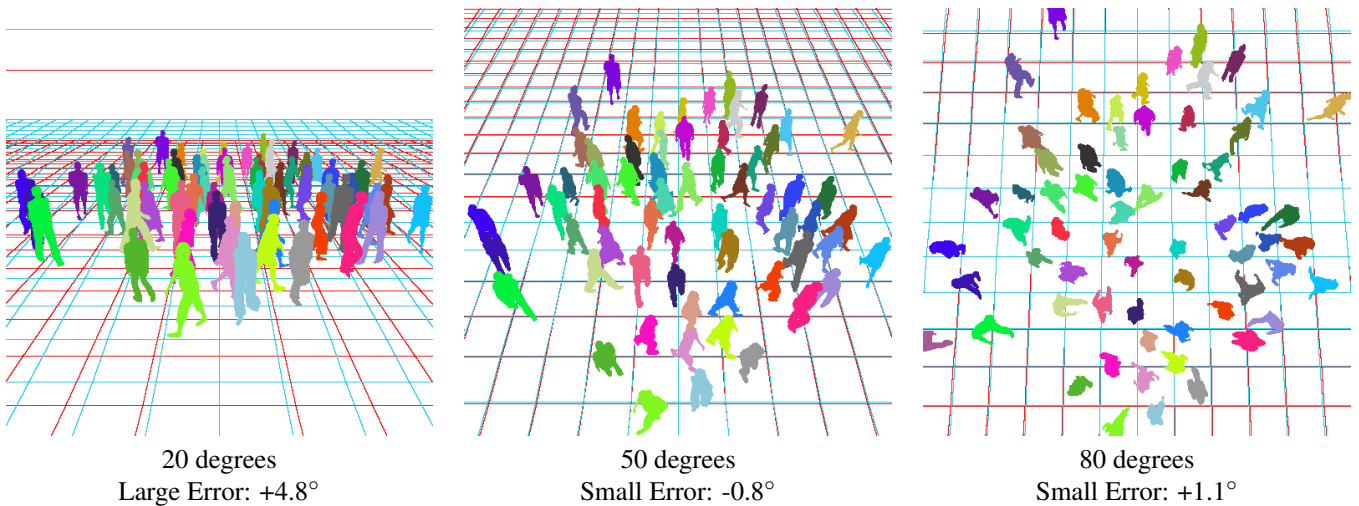 20 degrees
Large Error: +4.8°
50 degrees
Small Error: -0.8°
80 degrees
Small Error: +1.1°